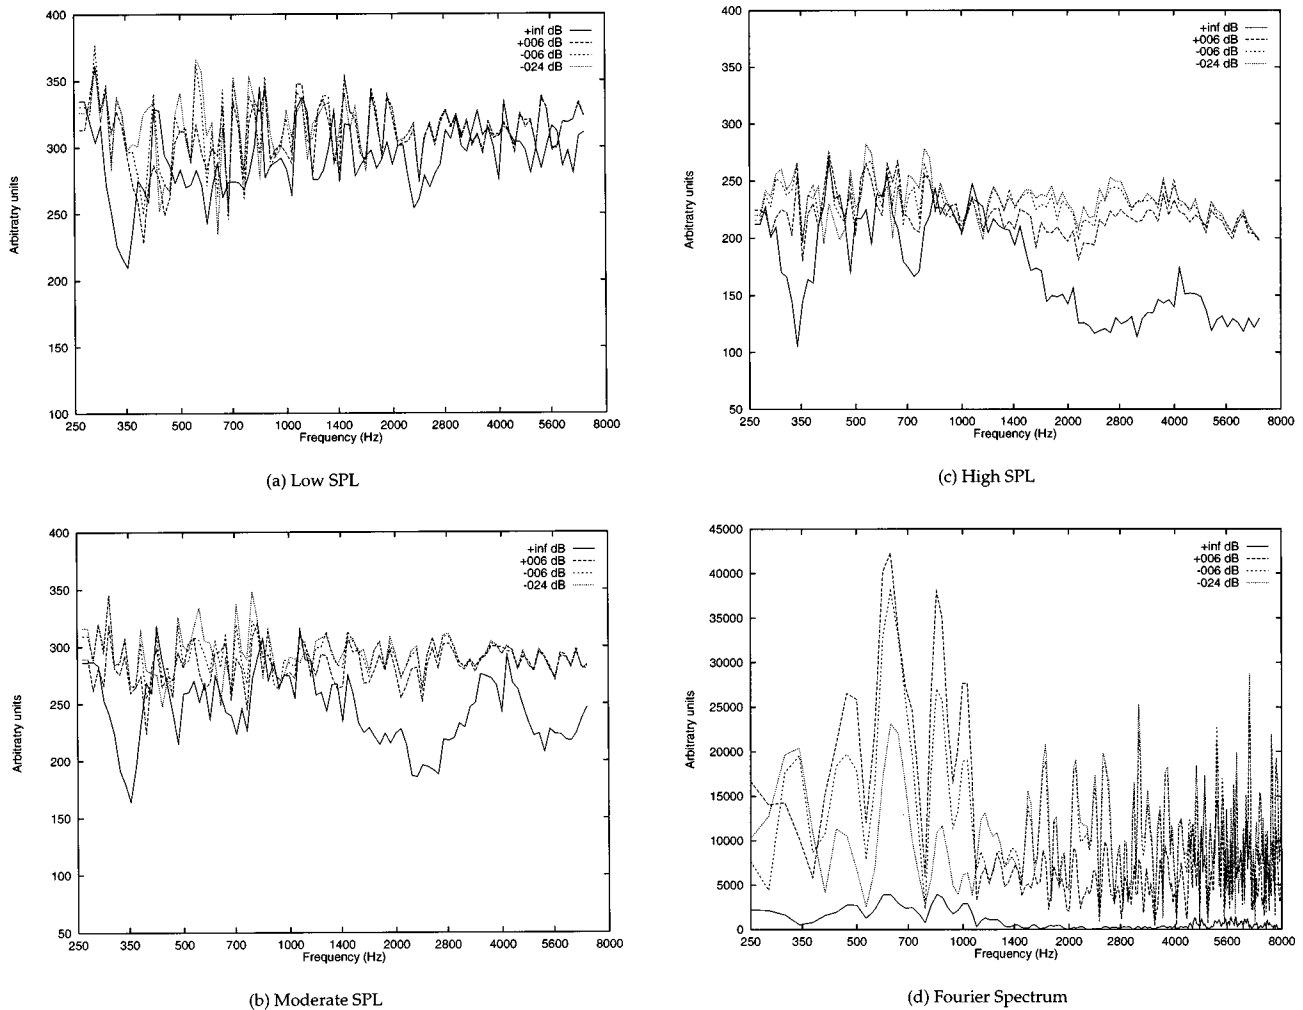 400
350
300
250
200
150
100
Arbitratry units
+inf dB
+006 dB
-006 dB
-024 dB
250 350 500 700 1000 1400 2000 2800 4000 5600 8000
Frequency (Hz)
(a) Low SPL
400
350
300
250
200
150
100
50
Arbitratry units
+inf dB
+006 dB
-006 dB
-024 dB
250 350 500 700 1000 1400 2000 2800 4000 5600 8000
Frequency (Hz)
(c) High SPL
400
350
300
250
200
150
100
50
Arbitratry units
+inf dB
+006 dB
-006 dB
-024 dB
250 350 500 700 1000 1400 2000 2800 4000 5600 8000
Frequency (Hz)
(b) Moderate SPL
45000
40000
35000
30000
25000
20000
15000
10000
5000
0
Arbitratry units
+inf dB
+006 dB
-006 dB
-024 dB
250 350 500 700 1000 1400 2000 2800 4000 5600 8000
Frequency (Hz)
(d) Fourier Spectrum